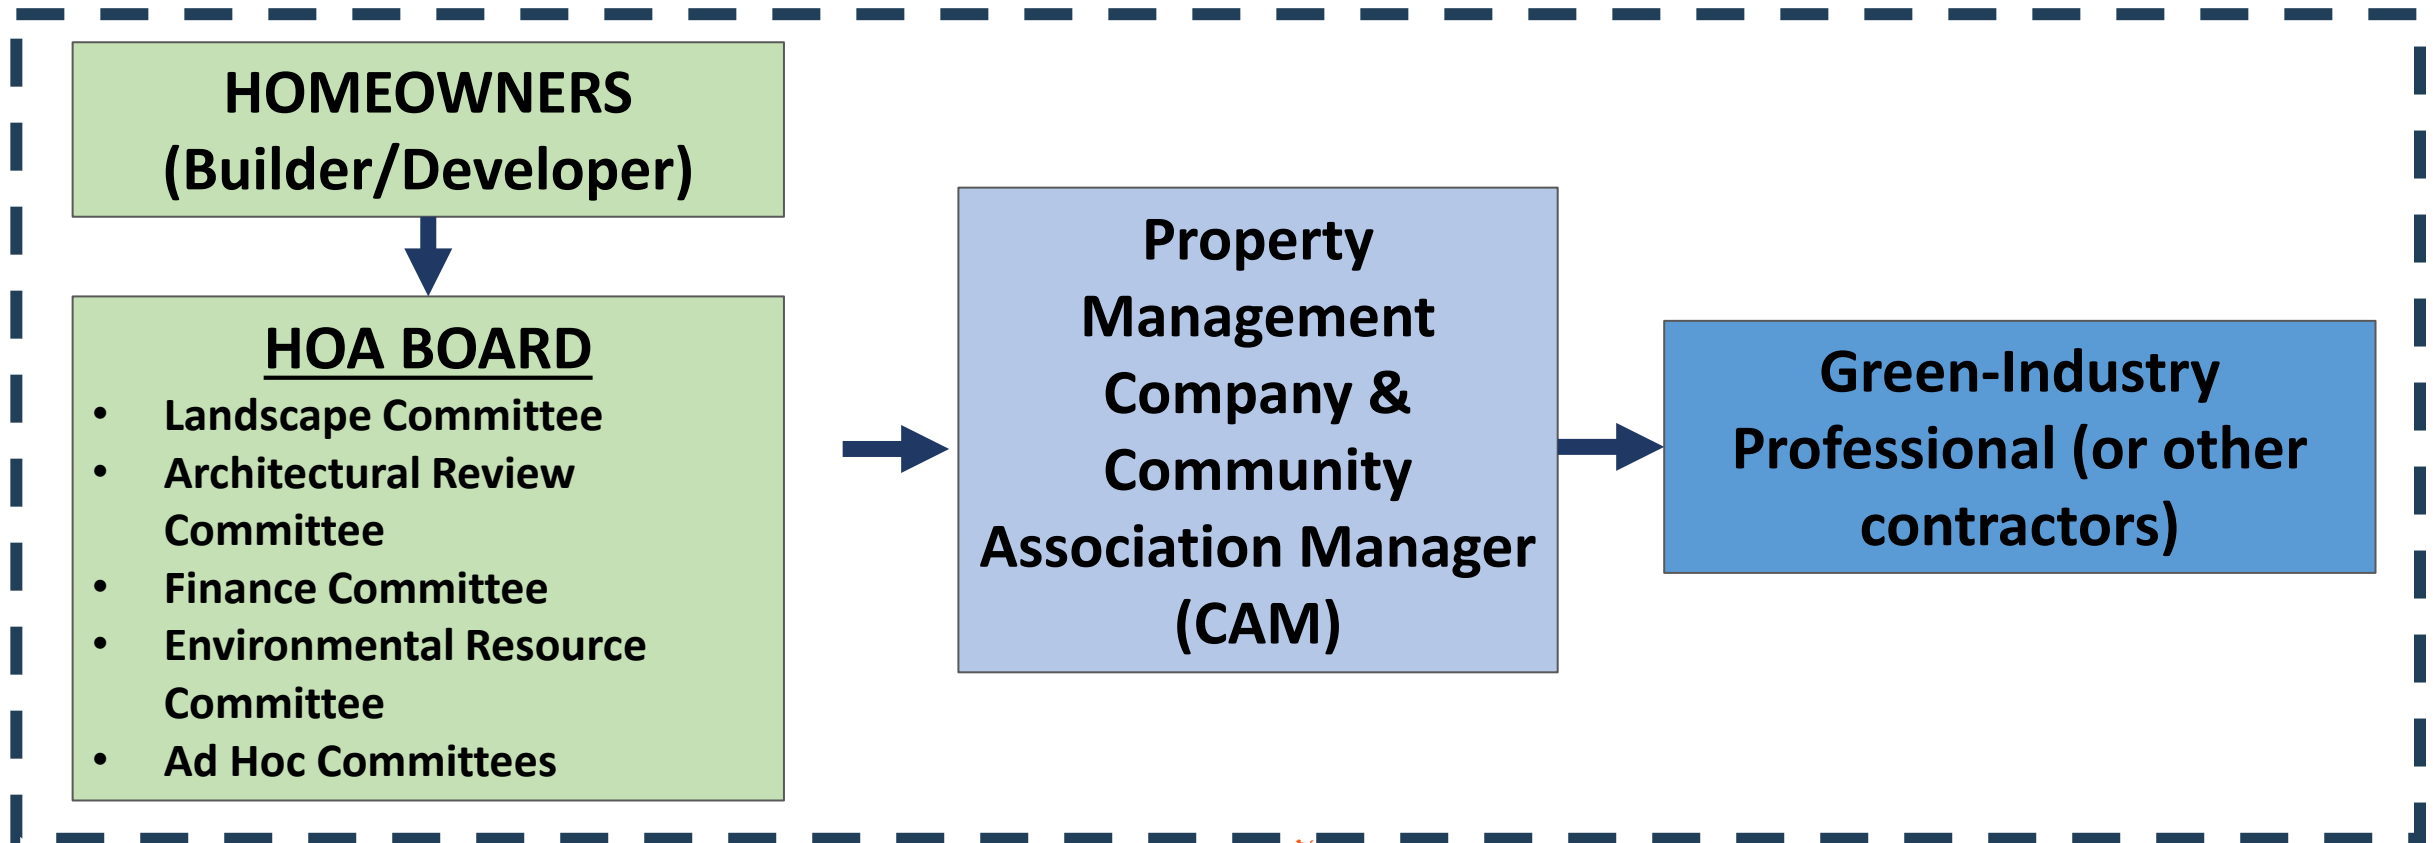 HOMEOWNERS
(Builder/Developer)
HOA BOARD
• Landscape Committee
• Architectural Review
Committee
• Finance Committee
• Environmental Resource
Committee
• Ad Hoc Committees
Property
Management
Company &
Community
Association Manager
(CAM)
Green-Industry
Professional (or other
contractors)